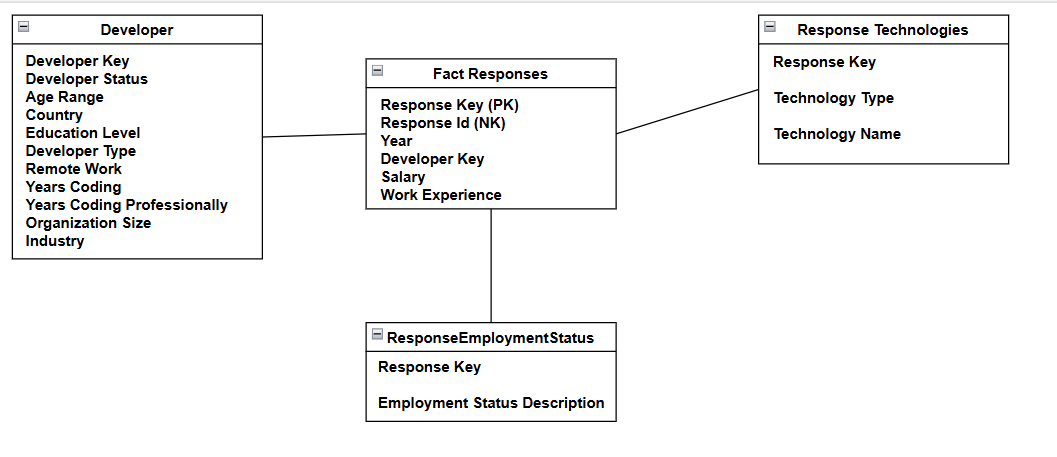 Developer
Developer Key
Developer Status
Age Range
Country
Education Level
Developer Type
Remote Work
Years Coding
Years Coding Professionally
Organization Size
Industry
Fact Responses
Response Key (PK)
Response Id (NK)
Year
Developer Key
Salary
Work Experience
Response Technologies
Response Key
Technology Type
Technology Name
ResponseEmploymentStatus
Response Key
Employment Status Description